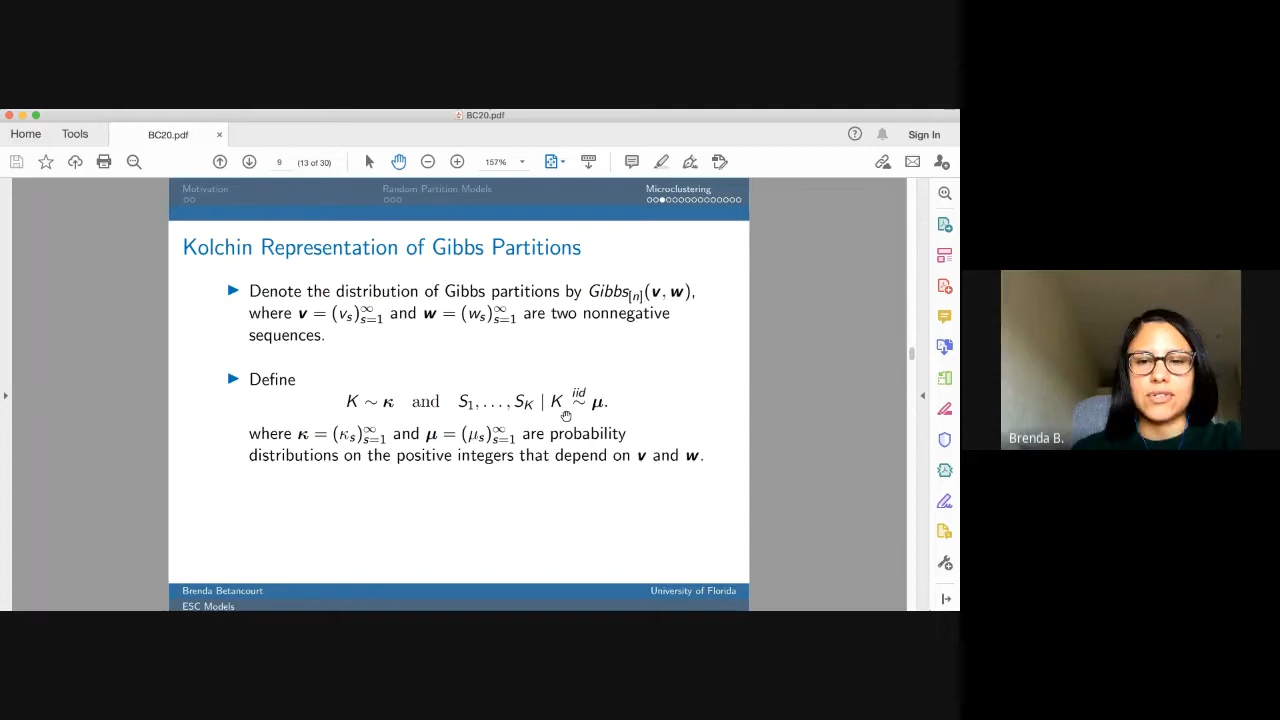 BC20.pdf
Home Tools BC20.pdf × Sign In
9 (13 of 30) 157%
Motivation Random Partition Models Microclustering
Kolchin Representation of Gibbs Partitions
▶ Denote the distribution of Gibbs partitions by Gibbs[n](v, w),
where v = (vₛ)∞ₛ₌₁ and w = (wₛ)∞ₛ₌₁ are two nonnegative
sequences.
▶ Define
K ∼ κ and S₁, . . . , S_K | K iid∼ μ.
where κ = (κₛ)∞ₛ₌₁ and μ = (μₛ)∞ₛ₌₁ are probability
distributions on the positive integers that depend on v and w.
Brenda B.
Brenda Betancourt University of Florida
ESC Models